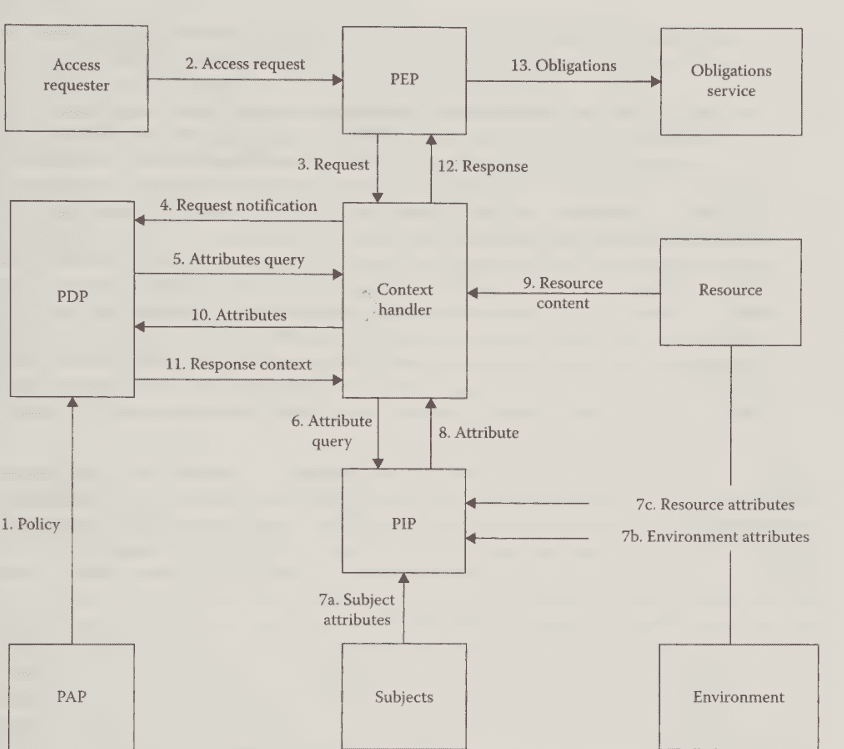 Access
requester
2. Access request
PEP
13. Obligations
Obligations
service
3. Request
12. Response
4. Request notification
5. Attributes query
PDP
10. Attributes
11. Response context
Context
handler
9. Resource
content
Resource
6. Attribute
query
8. Attribute
1. Policy
PIP
7c. Resource attributes
7b. Environment attributes
7a. Subject
attributes
PAP
Subjects
Environment